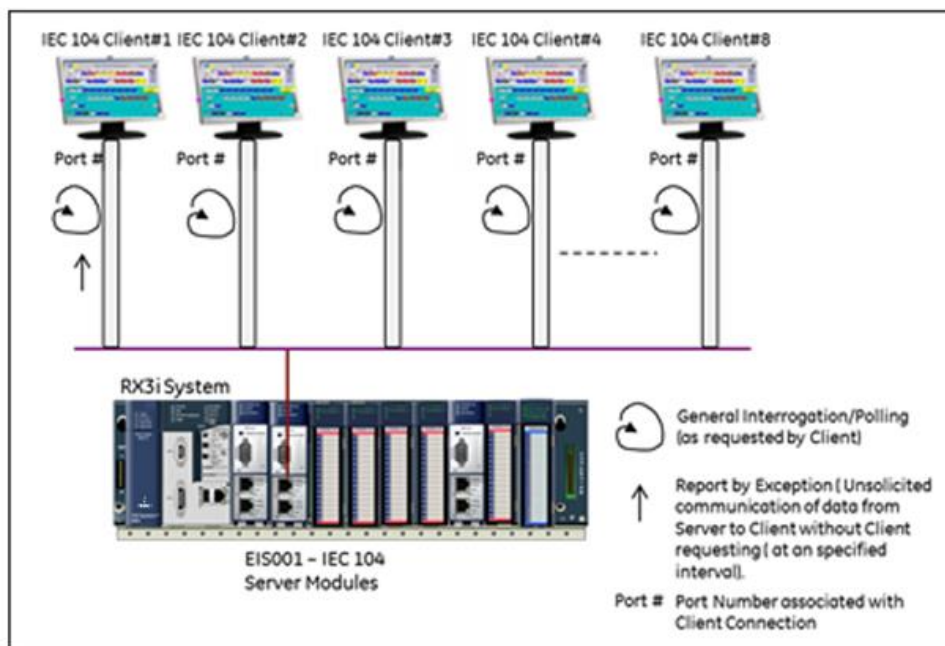 IEC 104 Client#1 IEC 104 Client#2 IEC 104 Client#3 IEC 104 Client#4 IEC 104 Client#8
Port # Port # Port # Port # Port #
RX3i System
EIS001 – IEC 104
Server Modules
General Interrogation/Polling
(as requested by Client)
Report by Exception ( Unsolicited
communication of data from
Server to Client without Client
requesting ( at an specified
interval).
Port # Port Number associated with
Client Connection